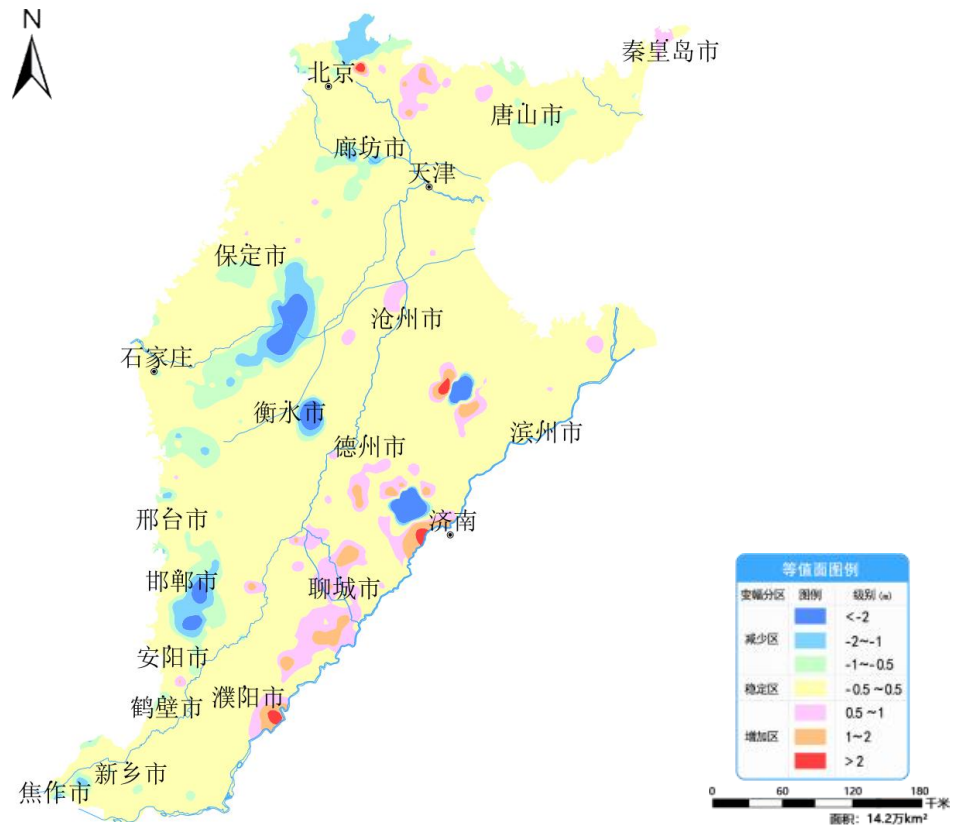 N
秦皇岛市
北京
唐山市
廊坊市
天津
保定市
沧州市
石家庄
衡水市
滨州市
德州市
邢台市
济南
邯郸市
聊城市
安阳市
鹤壁市
濮阳市
新乡市
焦作市
等值面图例
变幅分区 图例 级别 (m)
减少区
<-2
-2~-1
-1~-0.5
稳定区 -0.5~0.5
增加区
0.5~1
1~2
>2
0 60 120 180
千米
面积：14.2万km²